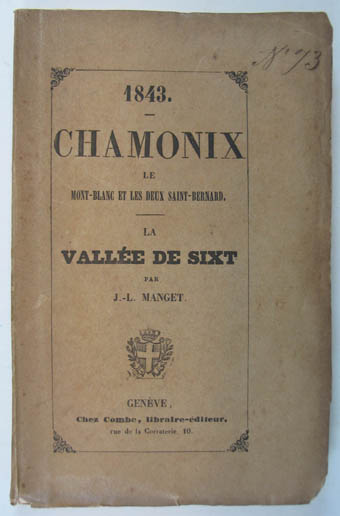 N° 93
1843.
CHAMONIX
LE
MONT-BLANC ET LES DEUX SAINT-BERNARD.
LA
VALLÉE DE SIXT
PAR
J.-L. MANGET.
GENÈVE,
Chez Combe, libraire-éditeur,
rue de la Corraterie. 10.